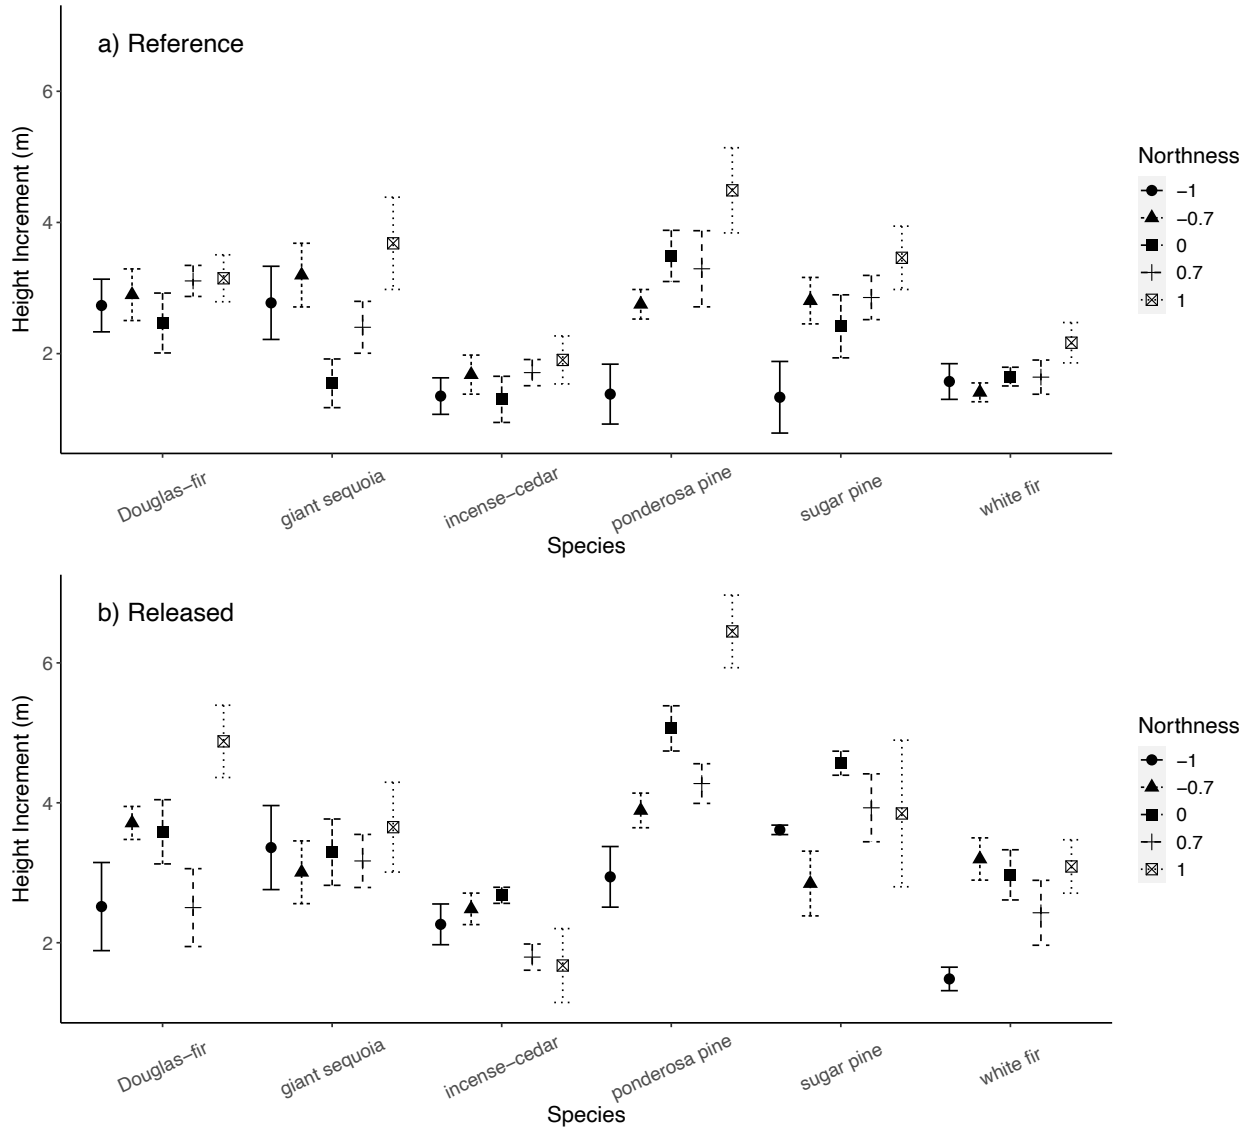 a) Reference
Height Increment (m)
6
4
2
Douglas−fir
giant sequoia
incense−cedar
ponderosa pine
sugar pine
white fir
Species
Northness
−1
−0.7
0
0.7
1
b) Released
Height Increment (m)
6
4
2
Douglas−fir
giant sequoia
incense−cedar
ponderosa pine
sugar pine
white fir
Species
Northness
−1
−0.7
0
0.7
1